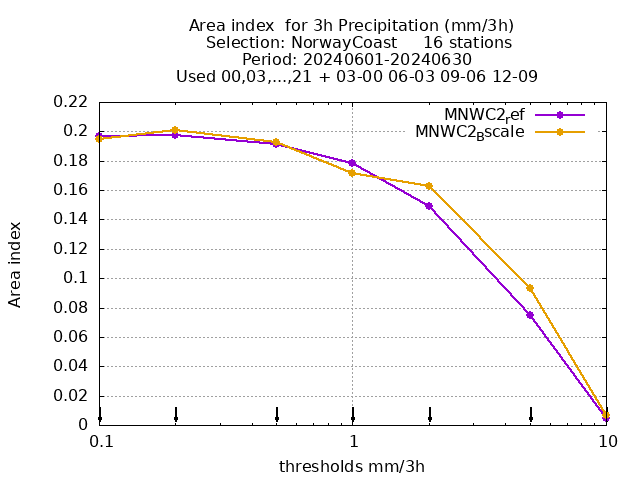 Area index  for 3h Precipitation (mm/3h)
Selection: NorwayCoast     16 stations
Period: 20240601-20240630
Used 00,03,...,21 + 03-00 06-03 09-06 12-09
MNWC2ref
MNWC2Bscale
0.22
0.2
0.18
0.16
0.14
0.12
0.1
0.08
0.06
0.04
0.02
0
Area index
0.1
1
10
thresholds mm/3h